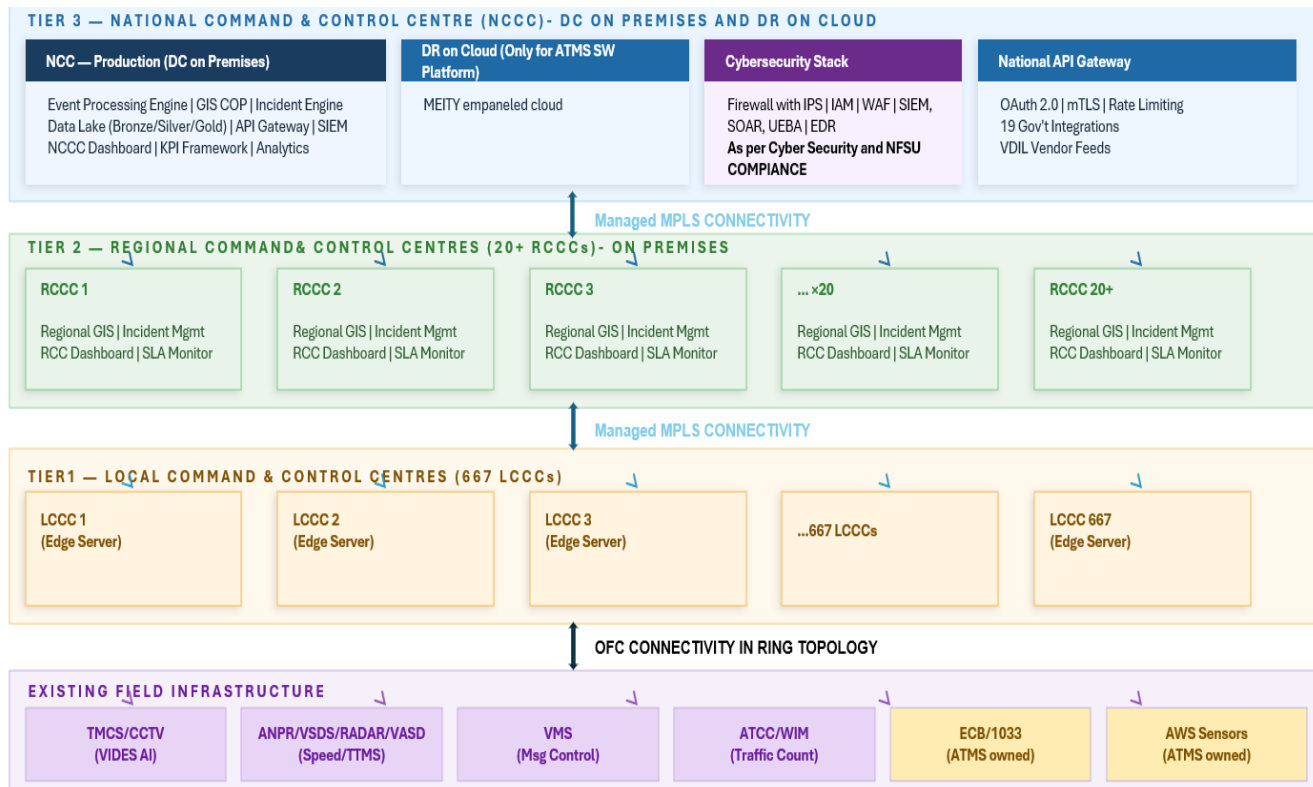 TIER 3 — NATIONAL COMMAND & CONTROL CENTRE (NCCC)- DC ON PREMISES AND DR ON CLOUD
NCC — Production (DC on Premises)
Event Processing Engine | GIS COP | Incident Engine
Data Lake (Bronze/Silver/Gold) | API Gateway | SIEM
NCCC Dashboard | KPI Framework | Analytics
DR on Cloud (Only for ATMS SW
Platform)
MEITY empaneled cloud
Cybersecurity Stack
Firewall with IPS | IAM | WAF | SIEM,
SOAR, UEBA | EDR
As per Cyber Security and NFSU
COMPIANCE
National API Gateway
OAuth 2.0 | mTLS | Rate Limiting
19 Gov't Integrations
VDIL Vendor Feeds
Managed MPLS CONNECTIVITY
TIER 2 — REGIONAL COMMAND& CONTROL CENTRES (20+ RCCCs)- ON PREMISES
RCCC 1
Regional GIS | Incident Mgmt
RCC Dashboard | SLA Monitor
RCCC 2
Regional GIS | Incident Mgmt
RCC Dashboard | SLA Monitor
RCCC 3
Regional GIS | Incident Mgmt
RCC Dashboard | SLA Monitor
... ×20
Regional GIS | Incident Mgmt
RCC Dashboard | SLA Monitor
RCCC 20+
Regional GIS | Incident Mgmt
RCC Dashboard | SLA Monitor
Managed MPLS CONNECTIVITY
TIER1 — LOCAL COMMAND & CONTROL CENTRES (667 LCCCs)
LCCC 1
(Edge Server)
LCCC 2
(Edge Server)
LCCC 3
(Edge Server)
...667 LCCCs
LCCC 667
(Edge Server)
OFC CONNECTIVITY IN RING TOPOLOGY
EXISTING FIELD INFRASTRUCTURE
TMCS/CCTV
(VIDES AI)
ANPR/VSDS/RADAR/VASD
(Speed/TTMS)
VMS
(Msg Control)
ATCC/WIM
(Traffic Count)
ECB/1033
(ATMS owned)
AWS Sensors
(ATMS owned)